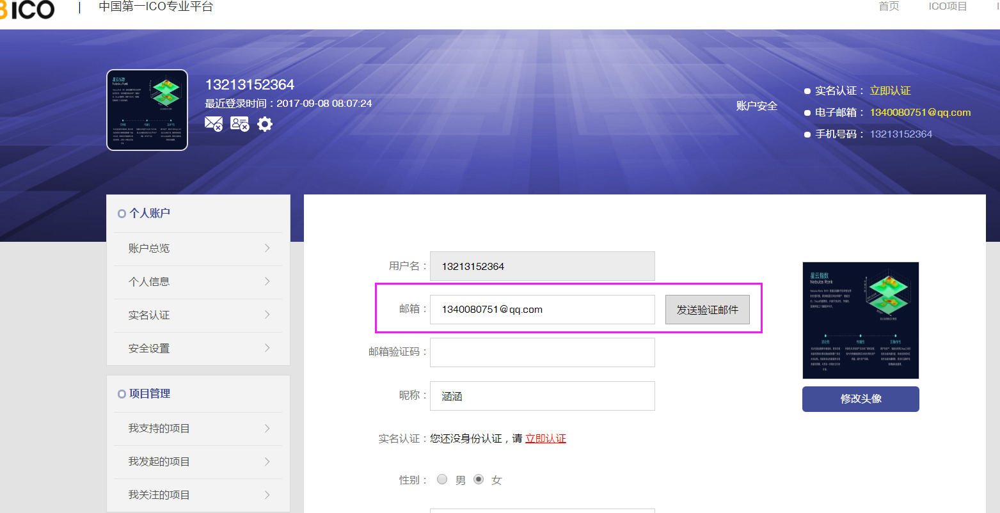 BICO | 中国第一ICO专业平台
首页 ICO项目
13213152364
最近登录时间：2017-09-08 08:07:24
账户安全
实名认证： 立即认证
电子邮箱： 1340080751@qq.com
手机号码： 13213152364
个人账户
账户总览
个人信息
实名认证
安全设置
项目管理
我支持的项目
我发起的项目
我关注的项目
用户名： 13213152364
邮箱： 1340080751@qq.com 发送验证邮件
邮箱验证码：
昵称： 涵涵
实名认证： 您还没身份认证，请 立即认证
性别： 男 女
星云指数
Nebulas Rank
修改头像